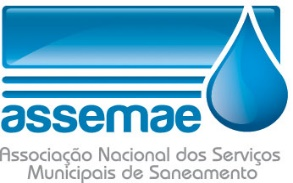 assemae
Associação Nacional dos Serviços
Municipais de Saneamento